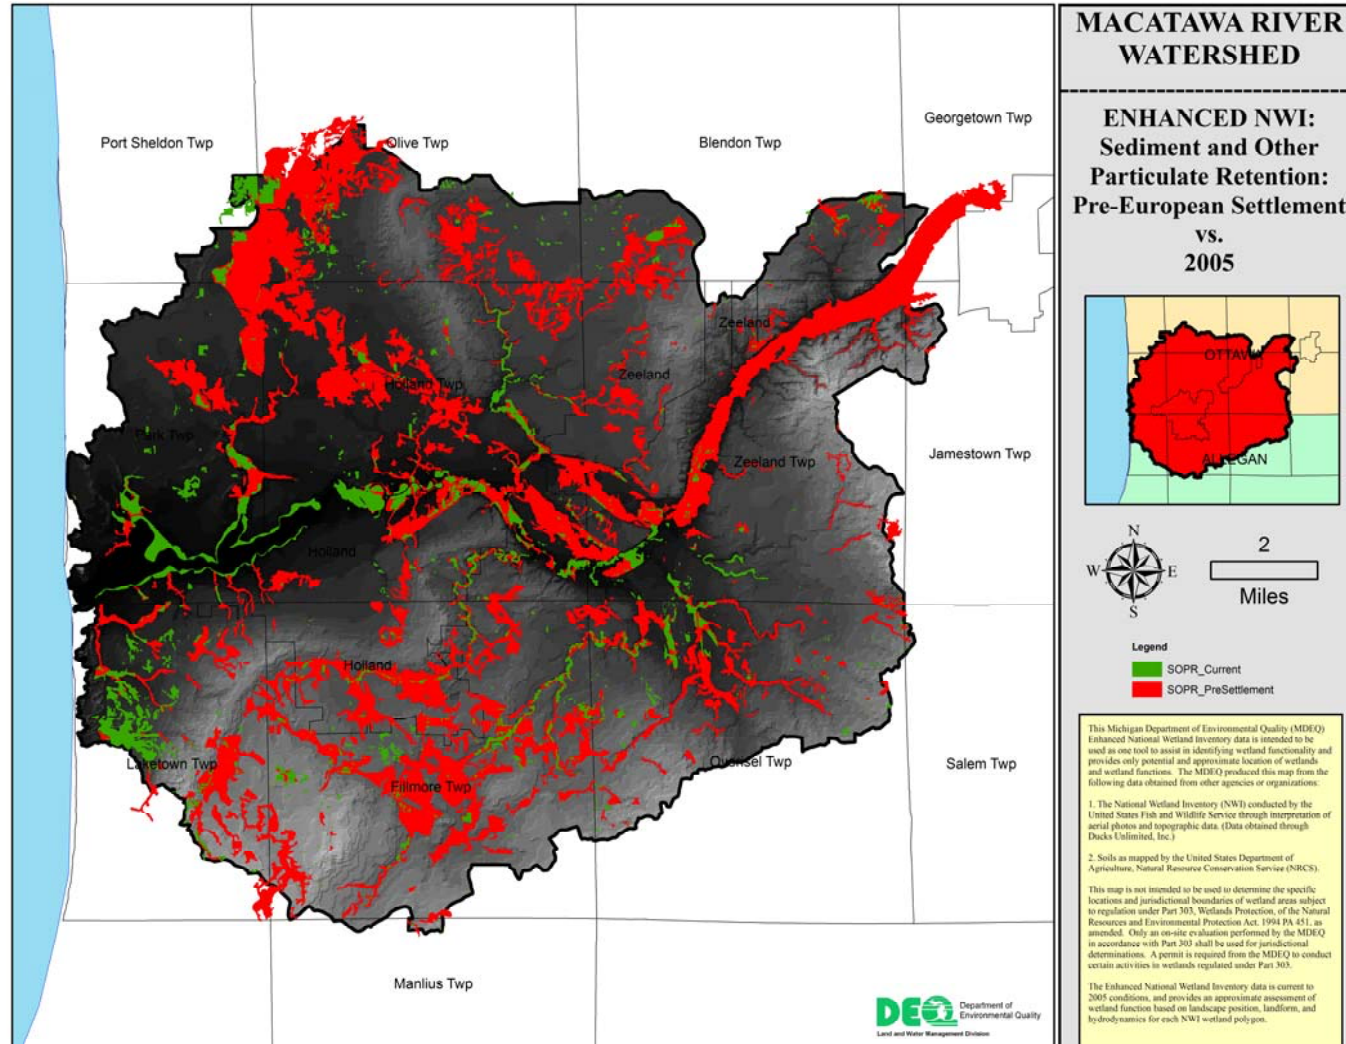 MACATAWA RIVER
WATERSHED
ENHANCED NWI:
Sediment and Other
Particulate Retention:
Pre-European Settlement
vs.
2005
Georgetown Twp
Port Sheldon Twp
Olive Twp
Blendon Twp
Zeeland
Zeeland
Holland Twp
Park Twp
Zeeland Twp
Jamestown Twp
Holland
Holland
Laketown Twp
Fillmore Twp
Overisel Twp
Salem Twp
Manlius Twp
OTTAWA
ALLEGAN
N
W
E
S
2
Miles
Legend
SOPR_Current
SOPR_PreSettlement
This Michigan Department of Environmental Quality (MDEQ)
Enhanced National Wetland Inventory data is intended to be
used as one tool to assist in identifying wetland functionality and
provides only potential and approximate location of wetlands
and wetland functions. The MDEQ produced this map from the
following data obtained from other agencies or organizations:
1. The National Wetland Inventory (NWI) conducted by the
United States Fish and Wildlife Service through interpretation of
aerial photos and topographic data. (Data obtained through
Ducks Unlimited, Inc.)
2. Soils as mapped by the United States Department of
Agriculture, Natural Resource Conservation Service (NRCS).
This map is not intended to be used to determine the specific
locations and jurisdictional boundaries of wetland areas subject
to regulation under Part 303, Wetlands Protection, of the Natural
Resources and Environmental Protection Act, 1994 PA 451, as
amended. Only an on-site evaluation performed by the MDEQ
in accordance with Part 303 shall be used for jurisdictional
determinations. A permit is required from the MDEQ to conduct
certain activities in wetlands regulated under Part 303.
The Enhanced National Wetland Inventory data is current to
2005 conditions, and provides an approximate assessment of
wetland function based on landscape position, landform, and
hydrodynamics for each NWI wetland polygon.
DEQ
Department of
Environmental Quality
Land and Water Management Division